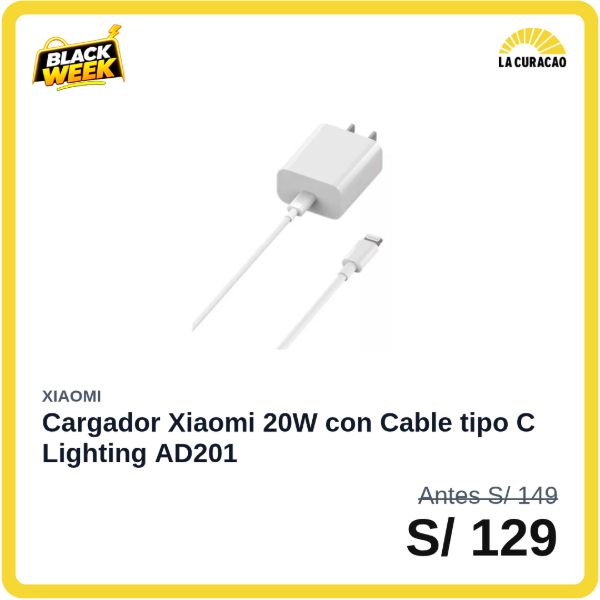 BLACK
WEEK
LA CURACAO
XIAOMI
Cargador Xiaomi 20W con Cable tipo C
Lighting AD201
Antes S/ 149
S/ 129